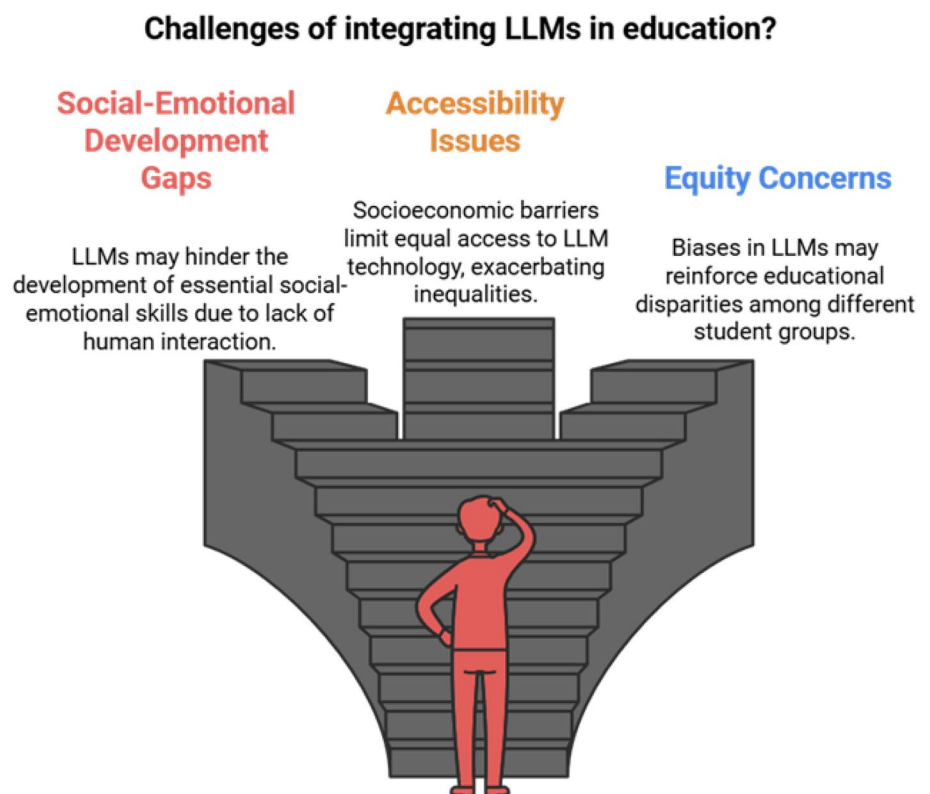 Challenges of integrating LLMs in education?
Social-Emotional
Development
Gaps
LLMs may hinder the
development of essential social-
emotional skills due to lack of
human interaction.
Accessibility
Issues
Socioeconomic barriers
limit equal access to LLM
technology, exacerbating
inequalities.
Equity Concerns
Biases in LLMs may
reinforce educational
disparities among different
student groups.